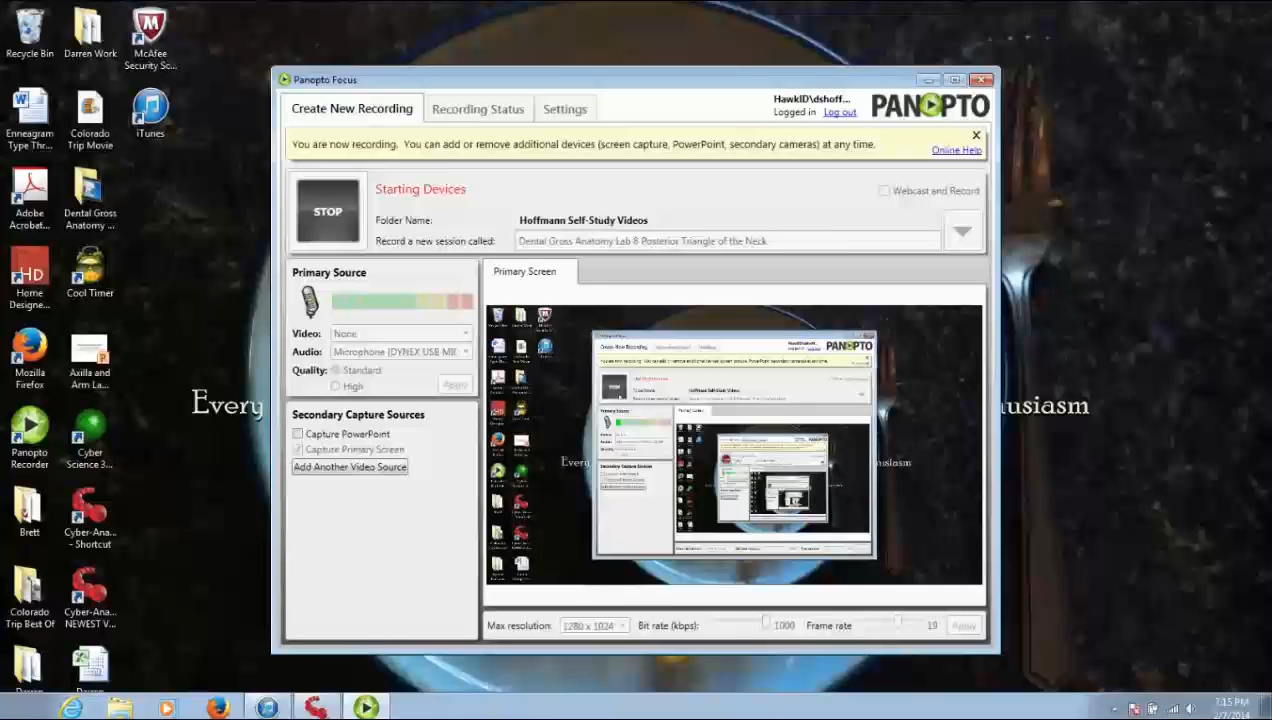 Recycle Bin
Darren Work
McAfee
Security Sc...
Enneagram
Type Thr...
Colorado
Trip Movie
iTunes
Adobe
Acrobat...
Dental Gross
Anatomy ...
Home
Designe...
Cool Timer
Mozilla
Firefox
Axilla and
Arm La...
Panopto
Recorder
Cyber
Science 3...
Brett
Cyber-Ana...
- Shortcut
Colorado
Trip Best Of
Cyber-Ana...
NEWEST V...
Every
usiasm
Panopto Focus
Create New Recording
Recording Status
Settings
HawkID\dshoff...
Logged in Log out
PANOPTO
You are now recording. You can add or remove additional devices (screen capture, PowerPoint, secondary cameras) at any time.
Online Help
STOP
Starting Devices
Webcast and Record
Folder Name: Hoffmann Self-Study Videos
Record a new session called: Dental Gross Anatomy Lab 8 Posterior Triangle of the Neck
Primary Source
Video: None
Audio: Microphone (DYNEX USB MIC
Quality: Standard
High
Apply
Secondary Capture Sources
Capture PowerPoint
Capture Primary Screen
Add Another Video Source
Primary Screen
PANOPTO
Max resolution: 1280 x 1024 Bit rate (kbps): 1000 Frame rate 19 Apply
7:15 PM
2/7/2014